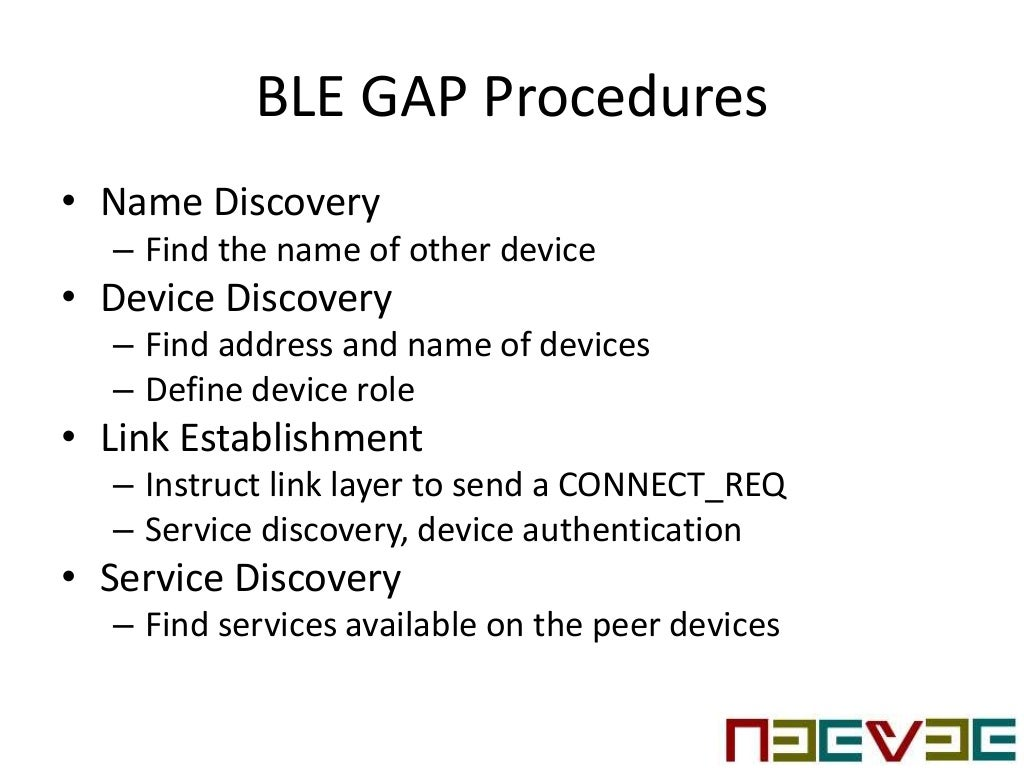 BLE GAP Procedures
• Name Discovery
– Find the name of other device
• Device Discovery
– Find address and name of devices
– Define device role
• Link Establishment
– Instruct link layer to send a CONNECT_REQ
– Service discovery, device authentication
• Service Discovery
– Find services available on the peer devices